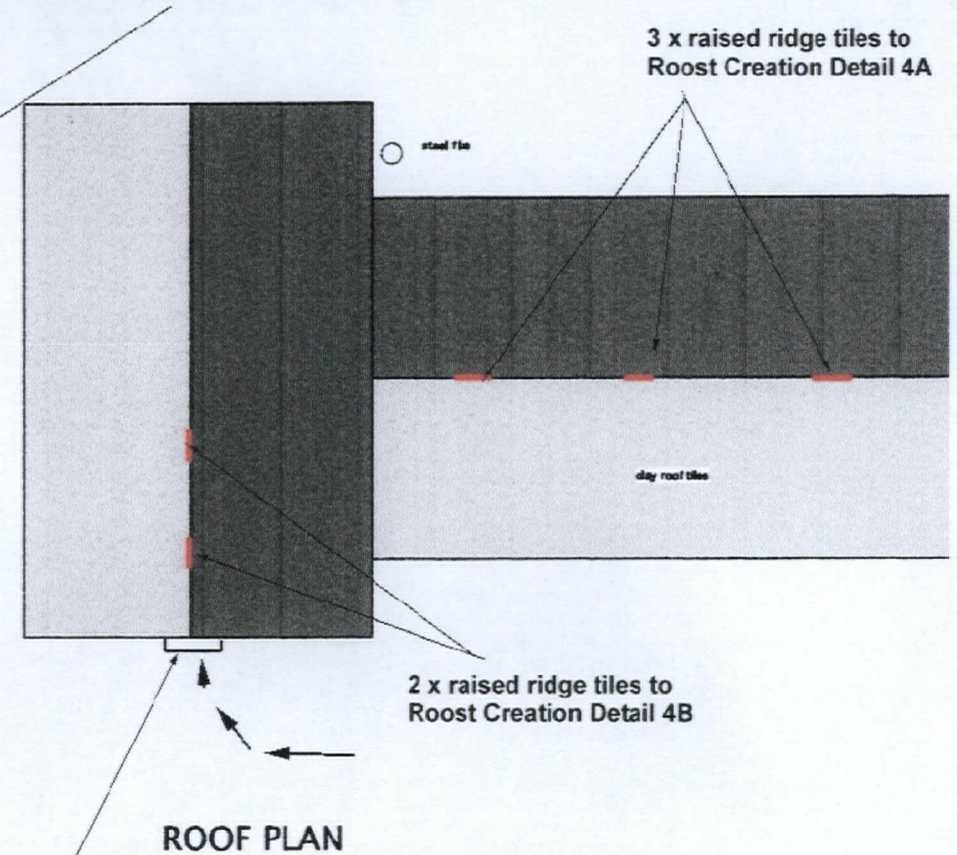 3 x raised ridge tiles to
Roost Creation Detail 4A
steel flue
clay roof tiles
2 x raised ridge tiles to
Roost Creation Detail 4B
ROOF PLAN